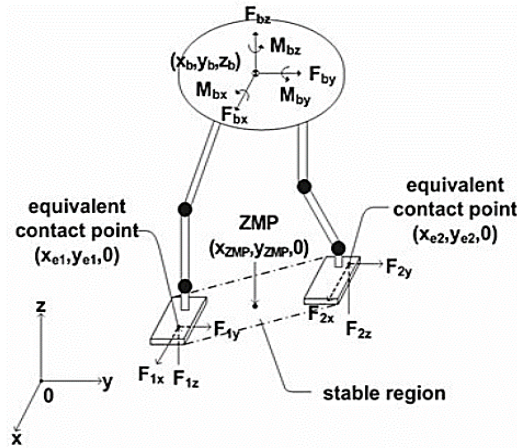 F_bz
(x_b,y_b,z_b)
M_bz
F_by
M_bx
M_by
F_bx
equivalent
contact point
(x_e1,y_e1,0)
ZMP
(x_ZMP,y_ZMP,0)
equivalent
contact point
(x_e2,y_e2,0)
F_2y
F_2x
F_2z
F_1y
F_1x
F_1z
stable region
z
0
y
x